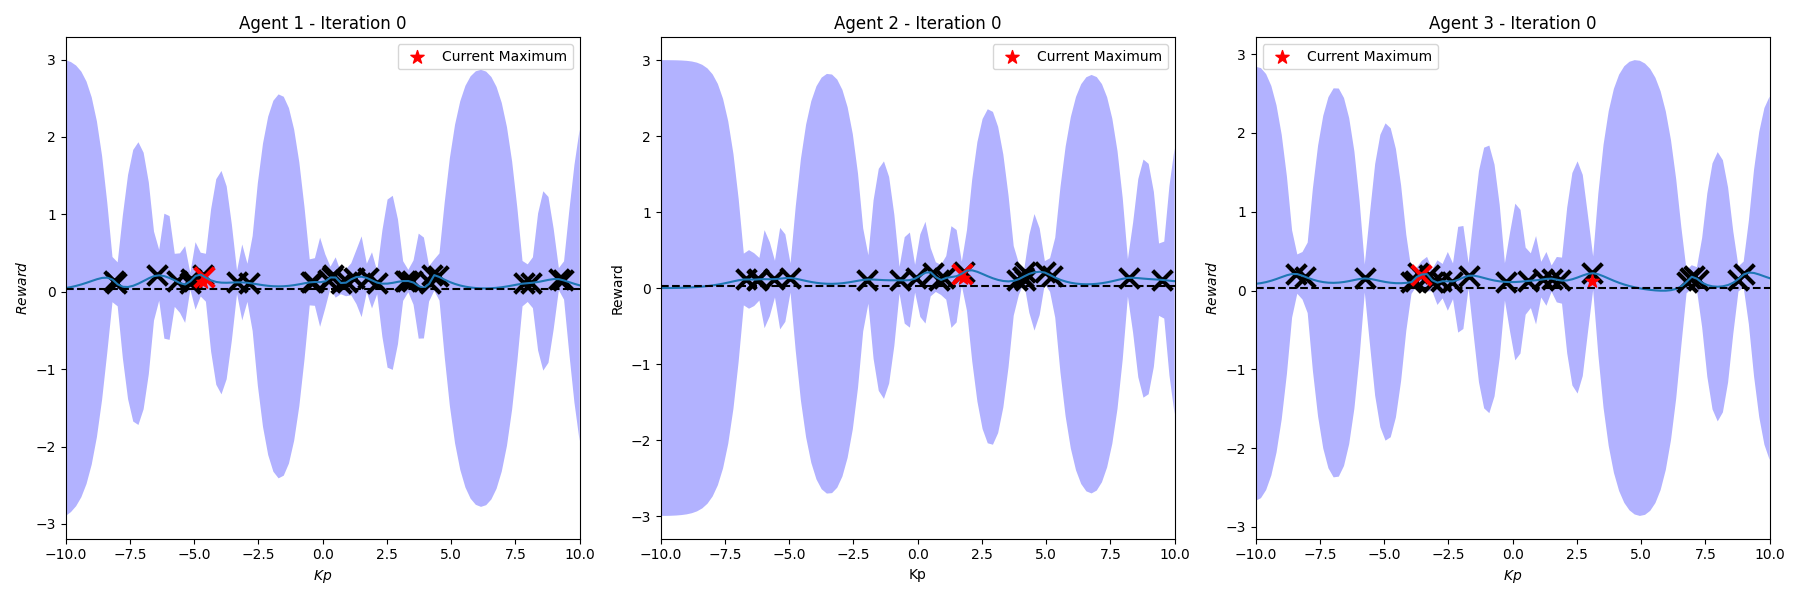 Agent 1 - Iteration 0
Current Maximum
3
2
1
0
−1
−2
−3
Reward
−10.0 −7.5 −5.0 −2.5 0.0 2.5 5.0 7.5 10.0
Kp
Agent 2 - Iteration 0
Current Maximum
3
2
1
0
−1
−2
−3
Reward
−10.0 −7.5 −5.0 −2.5 0.0 2.5 5.0 7.5 10.0
Kp
Agent 3 - Iteration 0
Current Maximum
3
2
1
0
−1
−2
−3
Reward
−10.0 −7.5 −5.0 −2.5 0.0 2.5 5.0 7.5 10.0
Kp